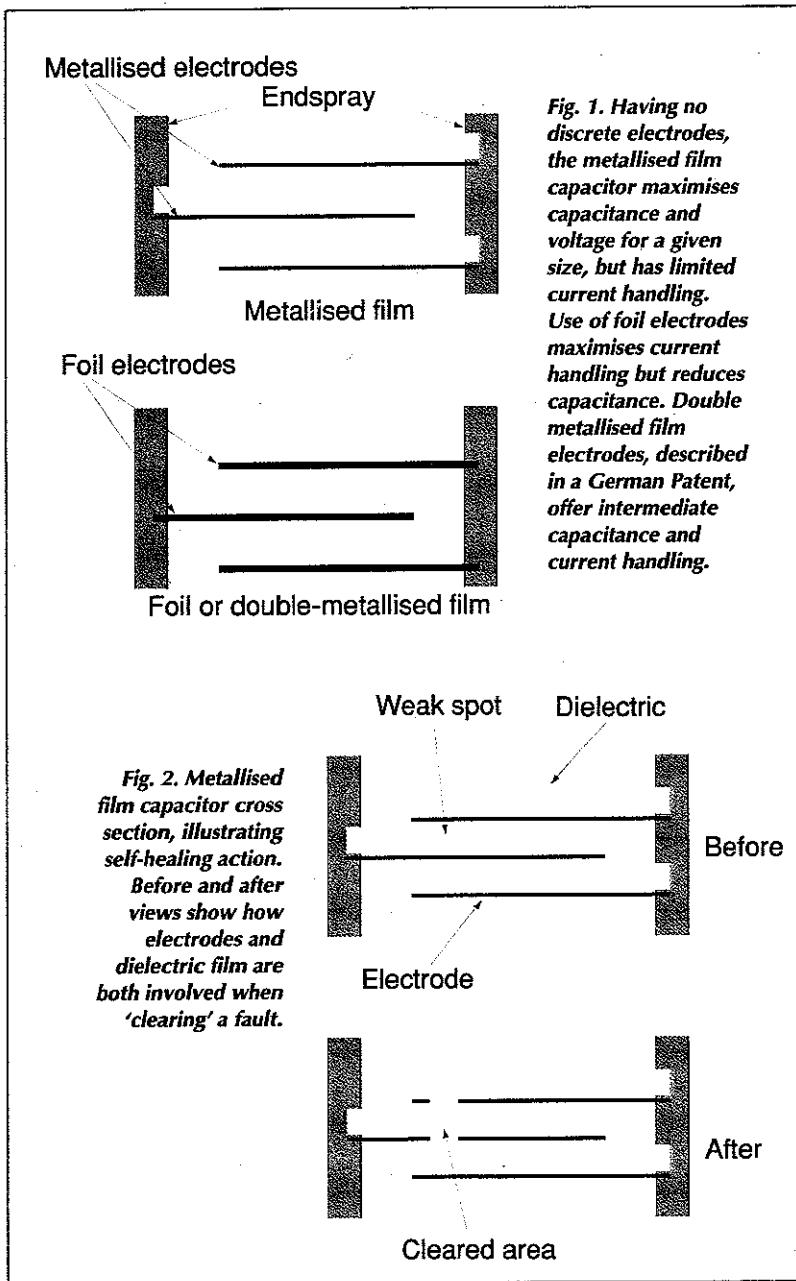 Metallised electrodes
Endspray
Metallised film
Fig. 1. Having no
discrete electrodes,
the metallised film
capacitor maximises
capacitance and
voltage for a given
size, but has limited
current handling.
Use of foil electrodes
maximises current
handling but reduces
capacitance. Double
metallised film
electrodes, described
in a German Patent,
offer intermediate
capacitance and
current handling.
Foil electrodes
Foil or double-metallised film
Weak spot
Dielectric
Fig. 2. Metallised
film capacitor cross
section, illustrating
self-healing action.
Before and after
views show how
electrodes and
dielectric film are
both involved when
‘clearing’ a fault.
Before
Electrode
After
Cleared area